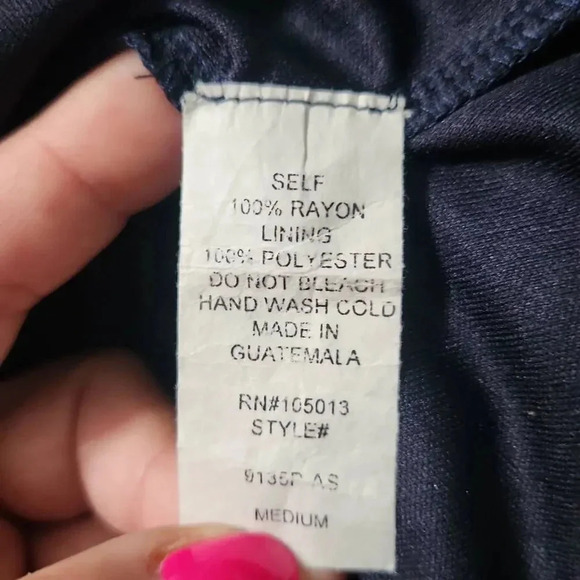 SELF
100% RAYON
LINING
100% POLYESTER
DO NOT BLEACH
HAND WASH COLD
MADE IN
GUATEMALA
RN#105013
STYLE#
AS
MEDIUM